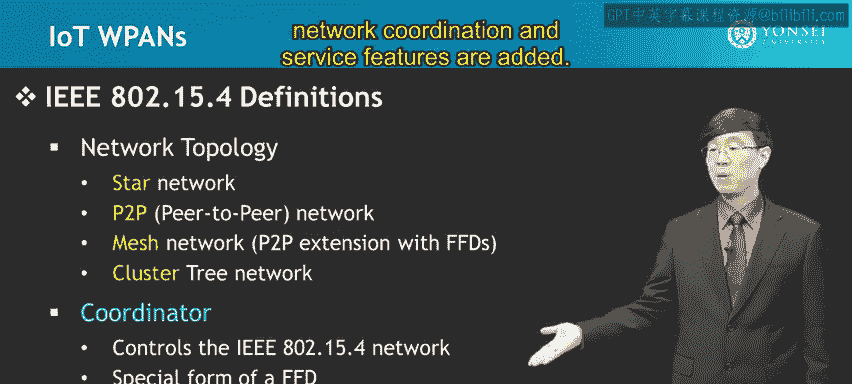 network coordination and
service features are added.
GPT中英字幕课程资源@bilibili
IoT WPANs
YONSEI
UNIVERSITY
❖ IEEE 802.15.4 Definitions
▪ Network Topology
• Star network
• P2P (Peer-to-Peer) network
• Mesh network (P2P extension with FFDs)
• Cluster Tree network
▪ Coordinator
• Controls the IEEE 802.15.4 network
• Special form of a FFD